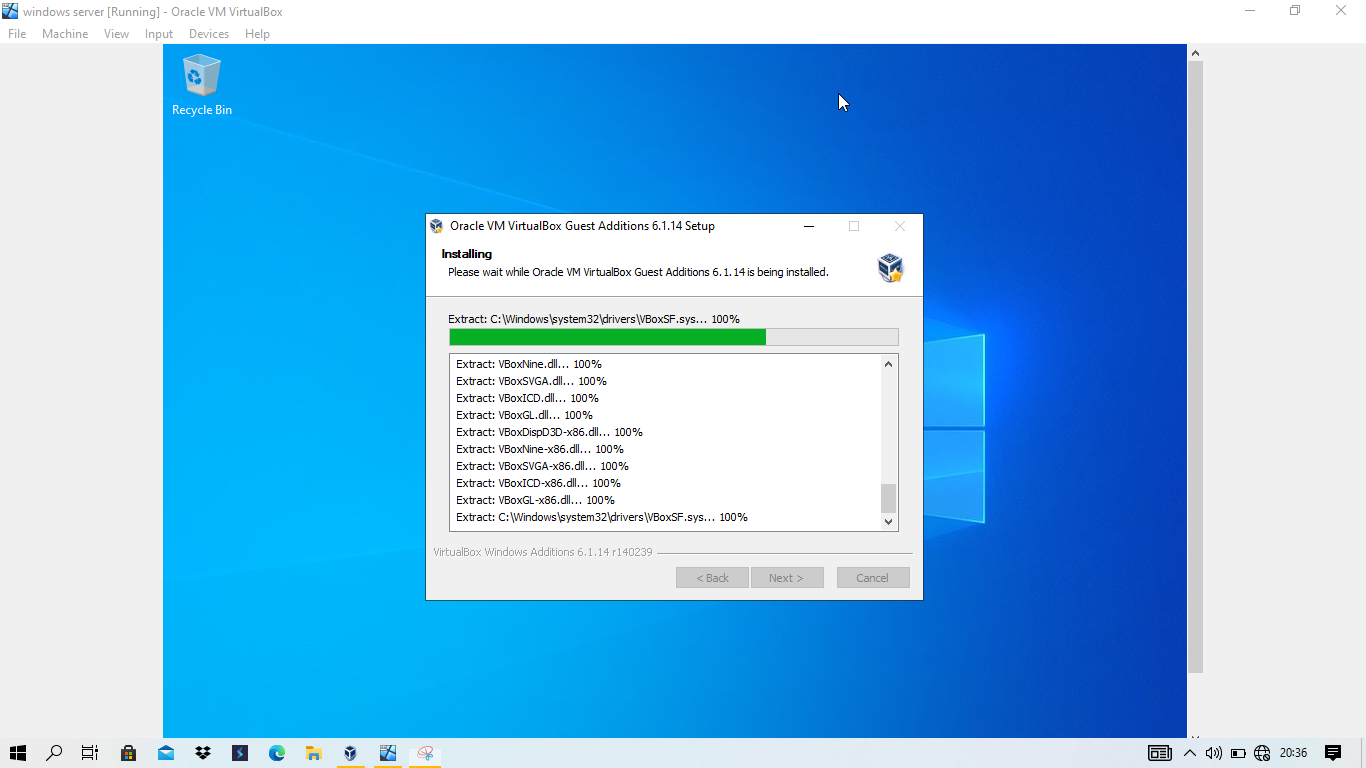 windows server [Running] - Oracle VM VirtualBox
File Machine View Input Devices Help
Recycle Bin
Oracle VM VirtualBox Guest Additions 6.1.14 Setup
Installing
Please wait while Oracle VM VirtualBox Guest Additions 6.1.14 is being installed.
Extract: C:\Windows\system32\drivers\VBoxSF.sys... 100%
Extract: VBoxNine.dll... 100%
Extract: VBoxSVGA.dll... 100%
Extract: VBoxICD.dll... 100%
Extract: VBoxGL.dll... 100%
Extract: VBoxDispD3D-x86.dll... 100%
Extract: VBoxNine-x86.dll... 100%
Extract: VBoxSVGA-x86.dll... 100%
Extract: VBoxICD-x86.dll... 100%
Extract: VBoxGL-x86.dll... 100%
Extract: C:\Windows\system32\drivers\VBoxSF.sys... 100%
VirtualBox Windows Additions 6.1.14 r140239
< Back Next > Cancel
20:36